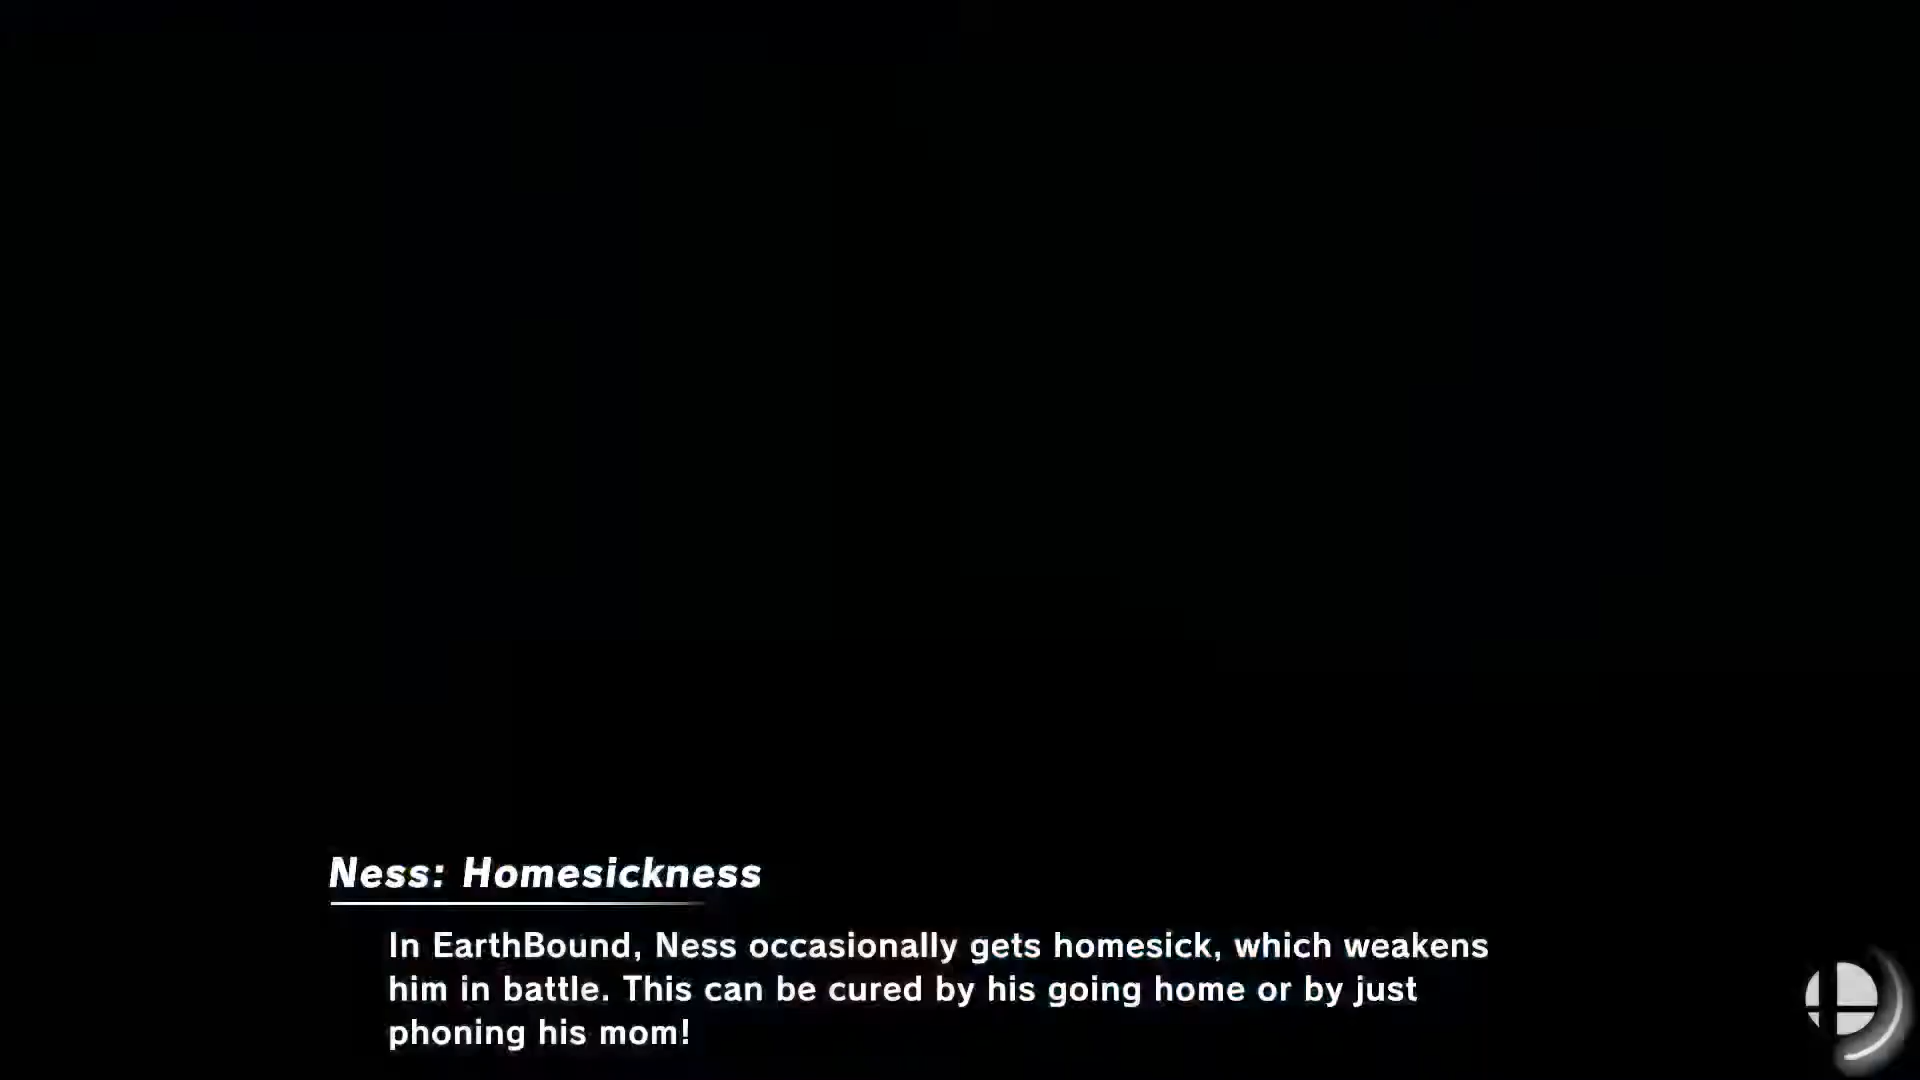 Ness: Homesickness
In EarthBound, Ness occasionally gets homesick, which weakens
him in battle. This can be cured by his going home or by just
phoning his mom!